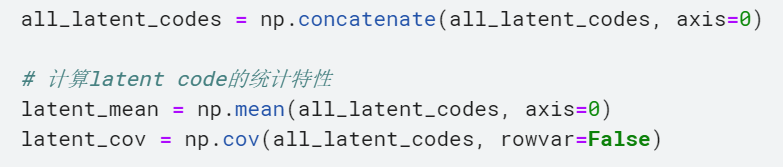 all_latent_codes = np.concatenate(all_latent_codes, axis=0)
# 计算latent code的统计特性
latent_mean = np.mean(all_latent_codes, axis=0)
latent_cov = np.cov(all_latent_codes, rowvar=False)